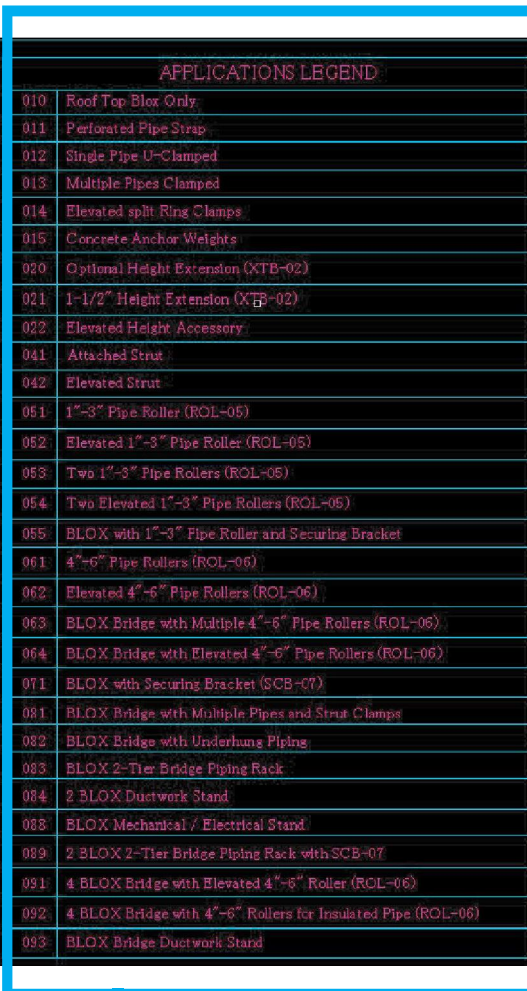 APPLICATIONS LEGEND
010 Roof Top Blox Only
011 Perforated Pipe Strap
012 Single Pipe U-Clamped
013 Multiple Pipes Clamped
014 Elevated split Ring Clamps
015 Concrete Anchor Weights
020 Optional Height Extension (XTB-02)
021 1-1/2" Height Extension (XTB-02)
022 Elevated Height Accessory
041 Attached Strut
042 Elevated Strut
051 1"-3" Pipe Roller (ROL-05)
052 Elevated 1"-3" Pipe Roller (ROL-05)
053 Two 1"-3" Pipe Rollers (ROL-05)
054 Two Elevated 1"-3" Pipe Rollers (ROL-05)
055 BLOX with 1"-3" Pipe Roller and Securing Bracket
061 4"-6" Pipe Rollers (ROL-06)
062 Elevated 4"-6" Pipe Rollers (ROL-06)
063 BLOX Bridge with Multiple 4"-6" Pipe Rollers (ROL-06)
064 BLOX Bridge with Elevated 4"-6" Pipe Rollers (ROL-06)
071 BLOX with Securing Bracket (SCB-07)
081 BLOX Bridge with Multiple Pipes and Strut Clamps
082 BLOX Bridge with Underhung Piping
083 BLOX 2-Tier Bridge Piping Rack
084 2 BLOX Ductwork Stand
088 BLOX Mechanical / Electrical Stand
089 2 BLOX 2-Tier Bridge Piping Rack with SCB-07
091 4 BLOX Bridge with Elevated 4"-6" Roller (ROL-06)
092 4 BLOX Bridge with 4"-6" Rollers for Insulated Pipe (ROL-06)
093 BLOX Bridge Ductwork Stand